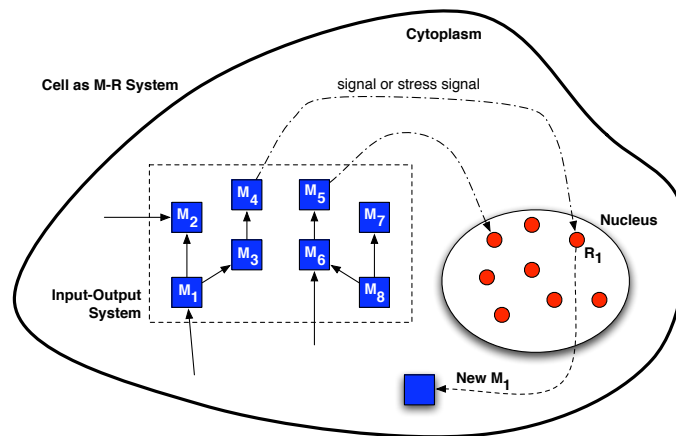 Cytoplasm
Cell as M-R System
signal or stress signal
M4
M5
M2
M7
Nucleus
M3
M6
R1
M1
M8
Input-Output
System
New M1